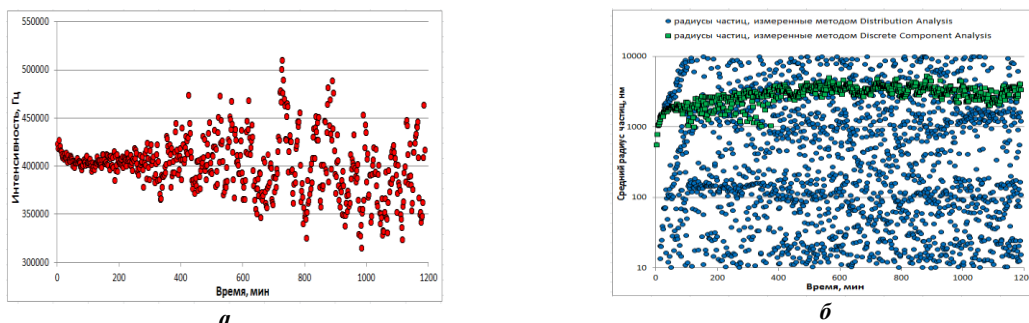 550000
500000
450000
400000
350000
300000
Интенсивность, Гц
0 200 400 600 800 1000 1200
Время, мин
а
радиусы частиц, измеренные методом Distribution Analysis
радиусы частиц, измеренные методом Discrete Component Analysis
10000
1000
100
10
Средний радиус частиц, нм
0 200 400 600 800 1000 120
Время, мин
б